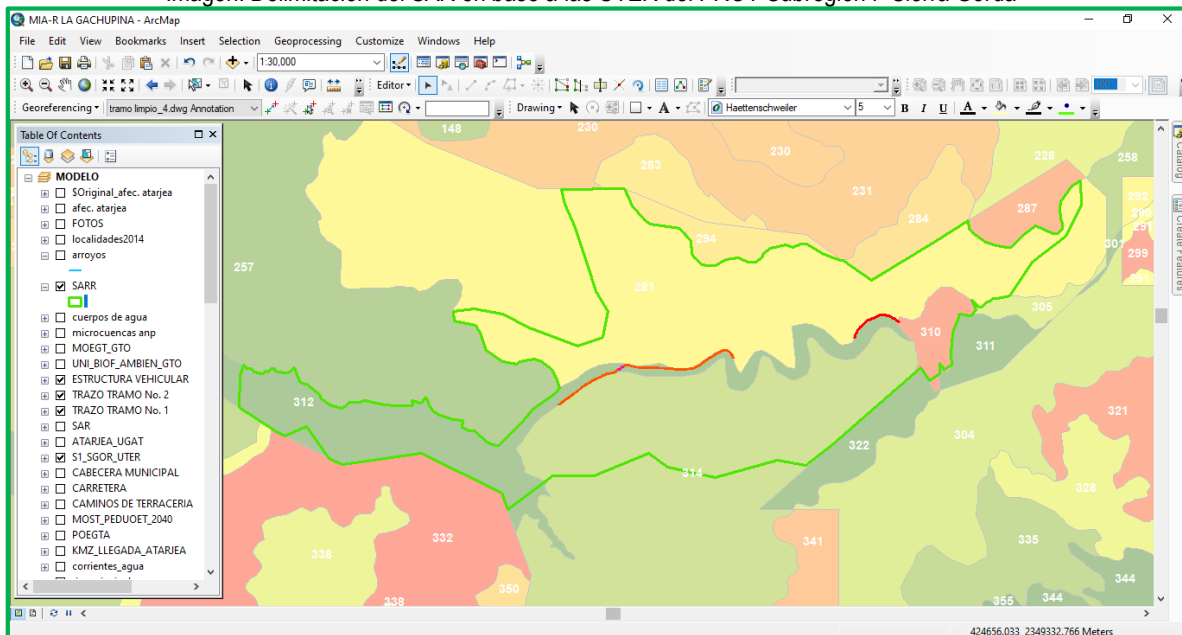 MIA-R LA GACHUPINA - ArcMap
File Edit View Bookmarks Insert Selection Geoprocessing Customize Windows Help
1:30,000
Editor
Georeferencing tramo limpio_4.dwg Annotation Drawing A Haettenschweiler 5 B I U A
Table Of Contents
MODELO
SOriginal_afec. atarjea
afec. atarjea
FOTOS
localidades2014
arroyos
SARR
cuerpos de agua
microcuencas anp
MOEGT_GTO
UNI_BIOF_AMBIEN_GTO
ESTRUCTURA VEHICULAR
TRAZO TRAMO No. 2
TRAZO TRAMO No. 1
SAR
ATARJEA_UGAT
S1_SGOR_UTER
CABECERA MUNICIPAL
CARRETERA
CAMINOS DE TERRACERIA
MOST_PEDUOET_2040
POEGTA
KMZ_LLEGADA_ATARJEA
corrientes_agua
148 230
230 228 258
283
231
287 292
284
294 301 299
257 281
291
305
310 311
312
321
322 304
314
328
332 341 335
338
350 344
338 355 344
Catalog
Create Features
424656.033 2349332.766 Meters